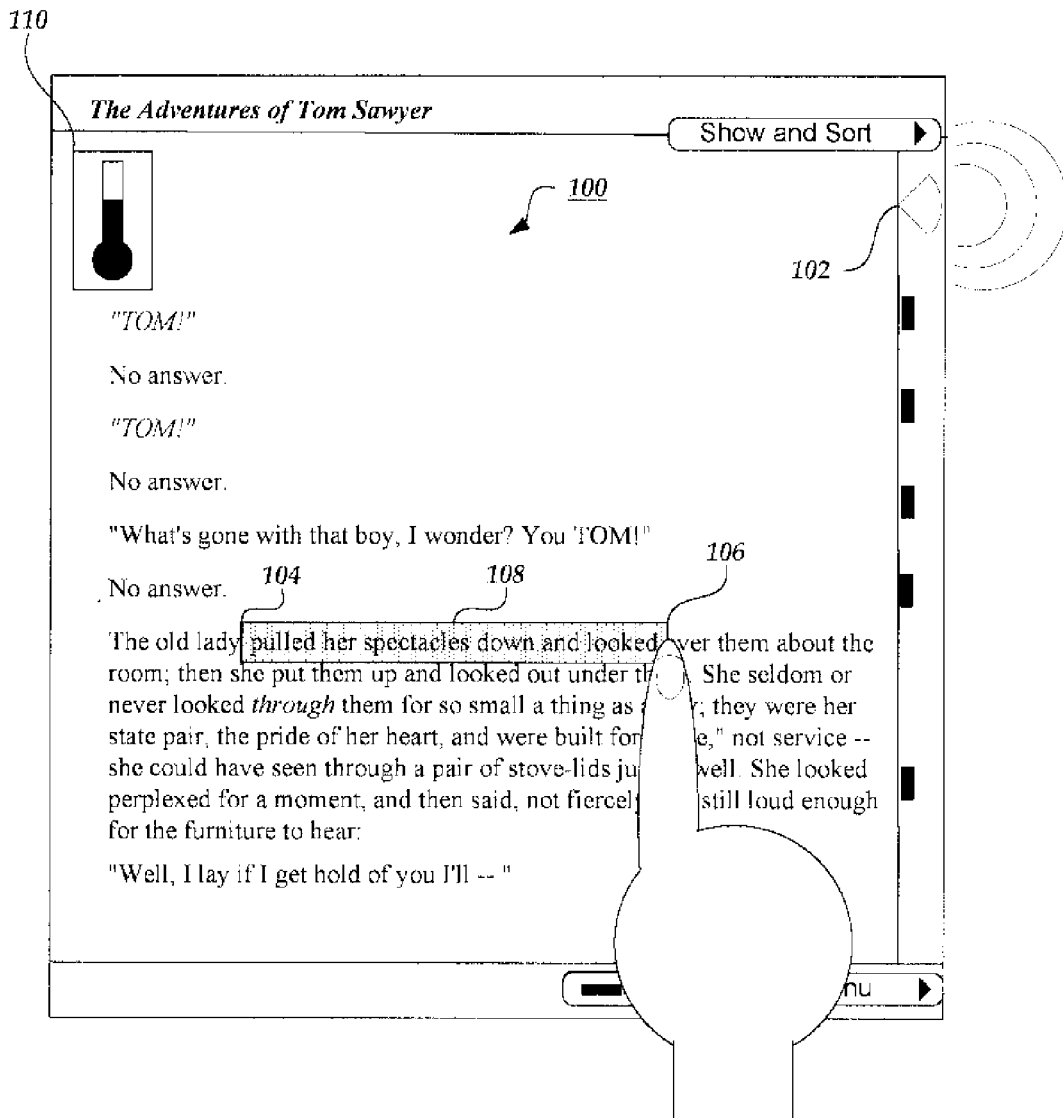 110
The Adventures of Tom Sawyer
Show and Sort
100
102
"TOM!"
No answer.
"TOM!"
No answer.
"What's gone with that boy, I wonder? You TOM!"
106
No answer.
104
108
The old lady pulled her spectacles down and looked ver them about the
room; then she put them up and looked out under th . She seldom or
never looked through them for so small a thing as a y; they were her
state pair, the pride of her heart, and were built for e," not service --
she could have seen through a pair of stove-lids ju well. She looked
perplexed for a moment, and then said, not fiercel still loud enough
for the furniture to hear:
"Well, I lay if I get hold of you I'll -- "
nu